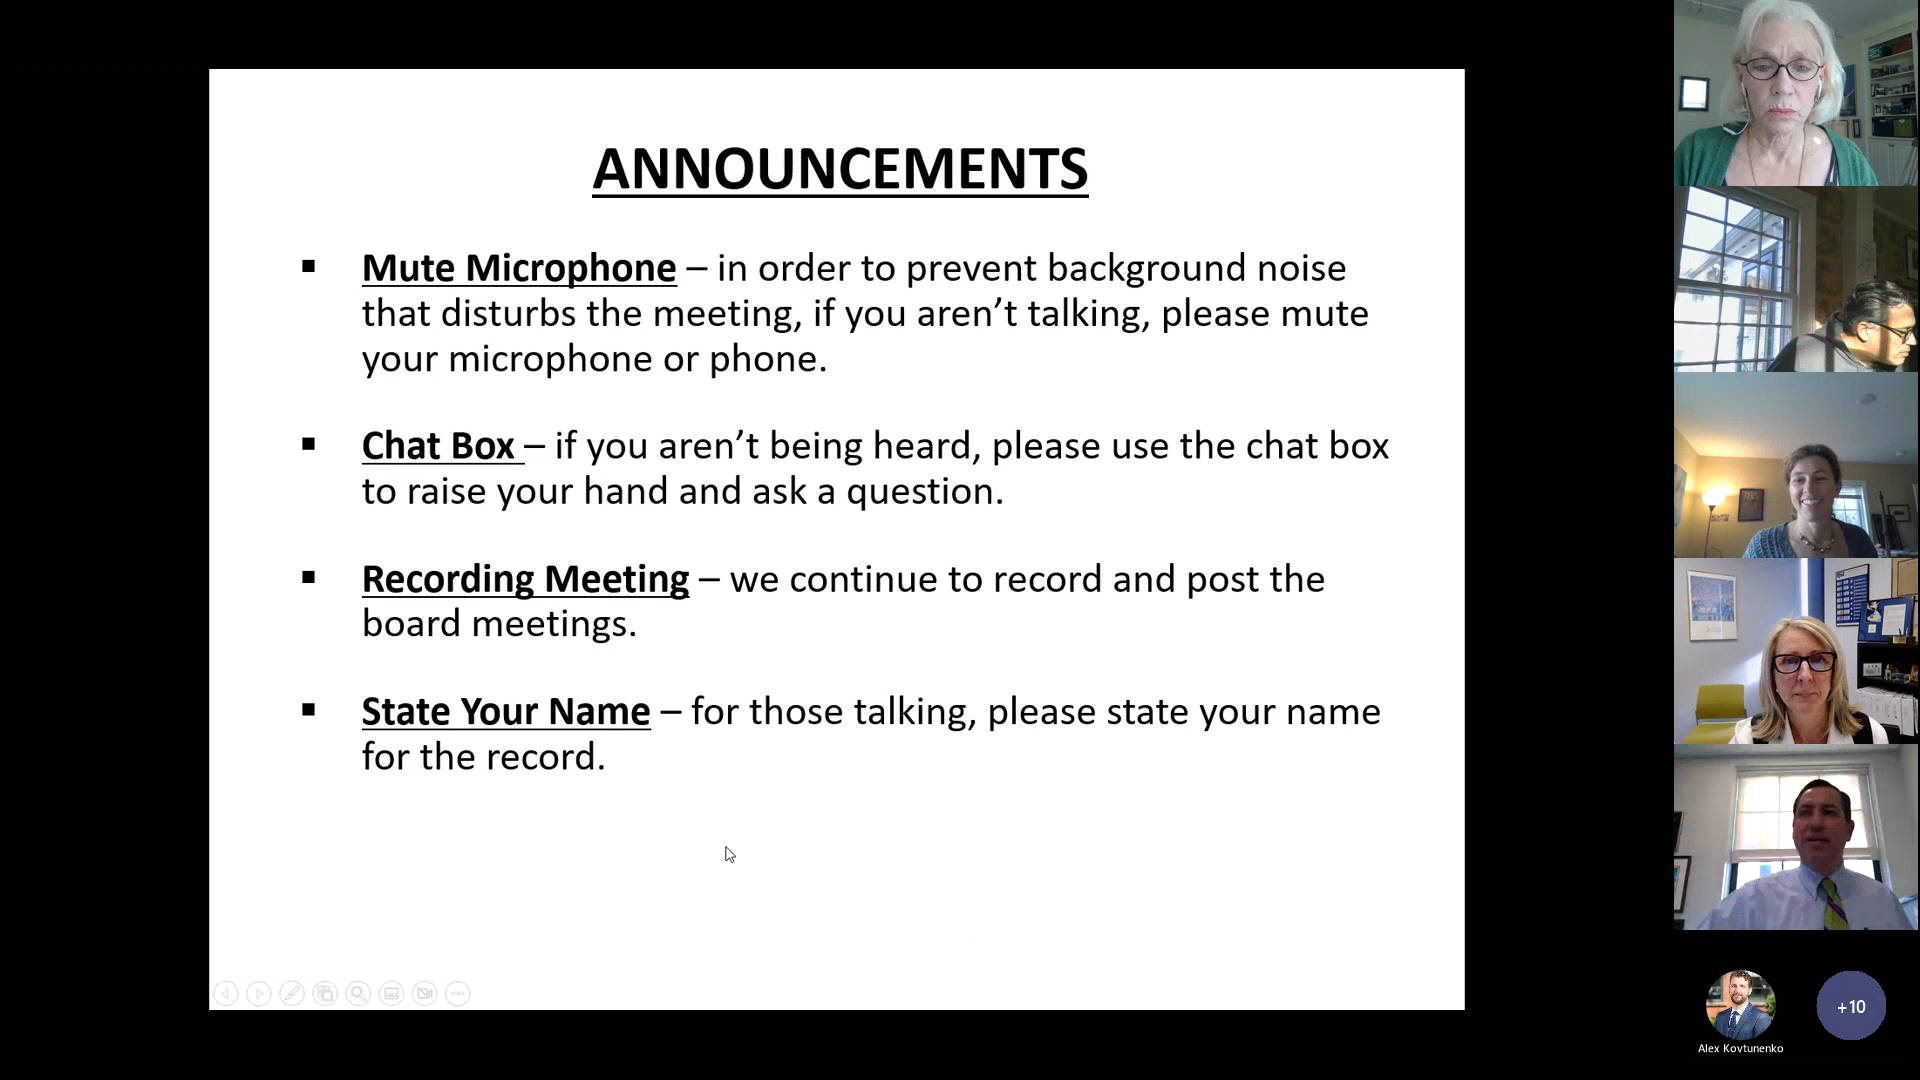 ANNOUNCEMENTS
▪ Mute Microphone – in order to prevent background noise
that disturbs the meeting, if you aren’t talking, please mute
your microphone or phone.
▪ Chat Box – if you aren’t being heard, please use the chat box
to raise your hand and ask a question.
▪ Recording Meeting – we continue to record and post the
board meetings.
▪ State Your Name – for those talking, please state your name
for the record.
+10
Alex Kovtunenko